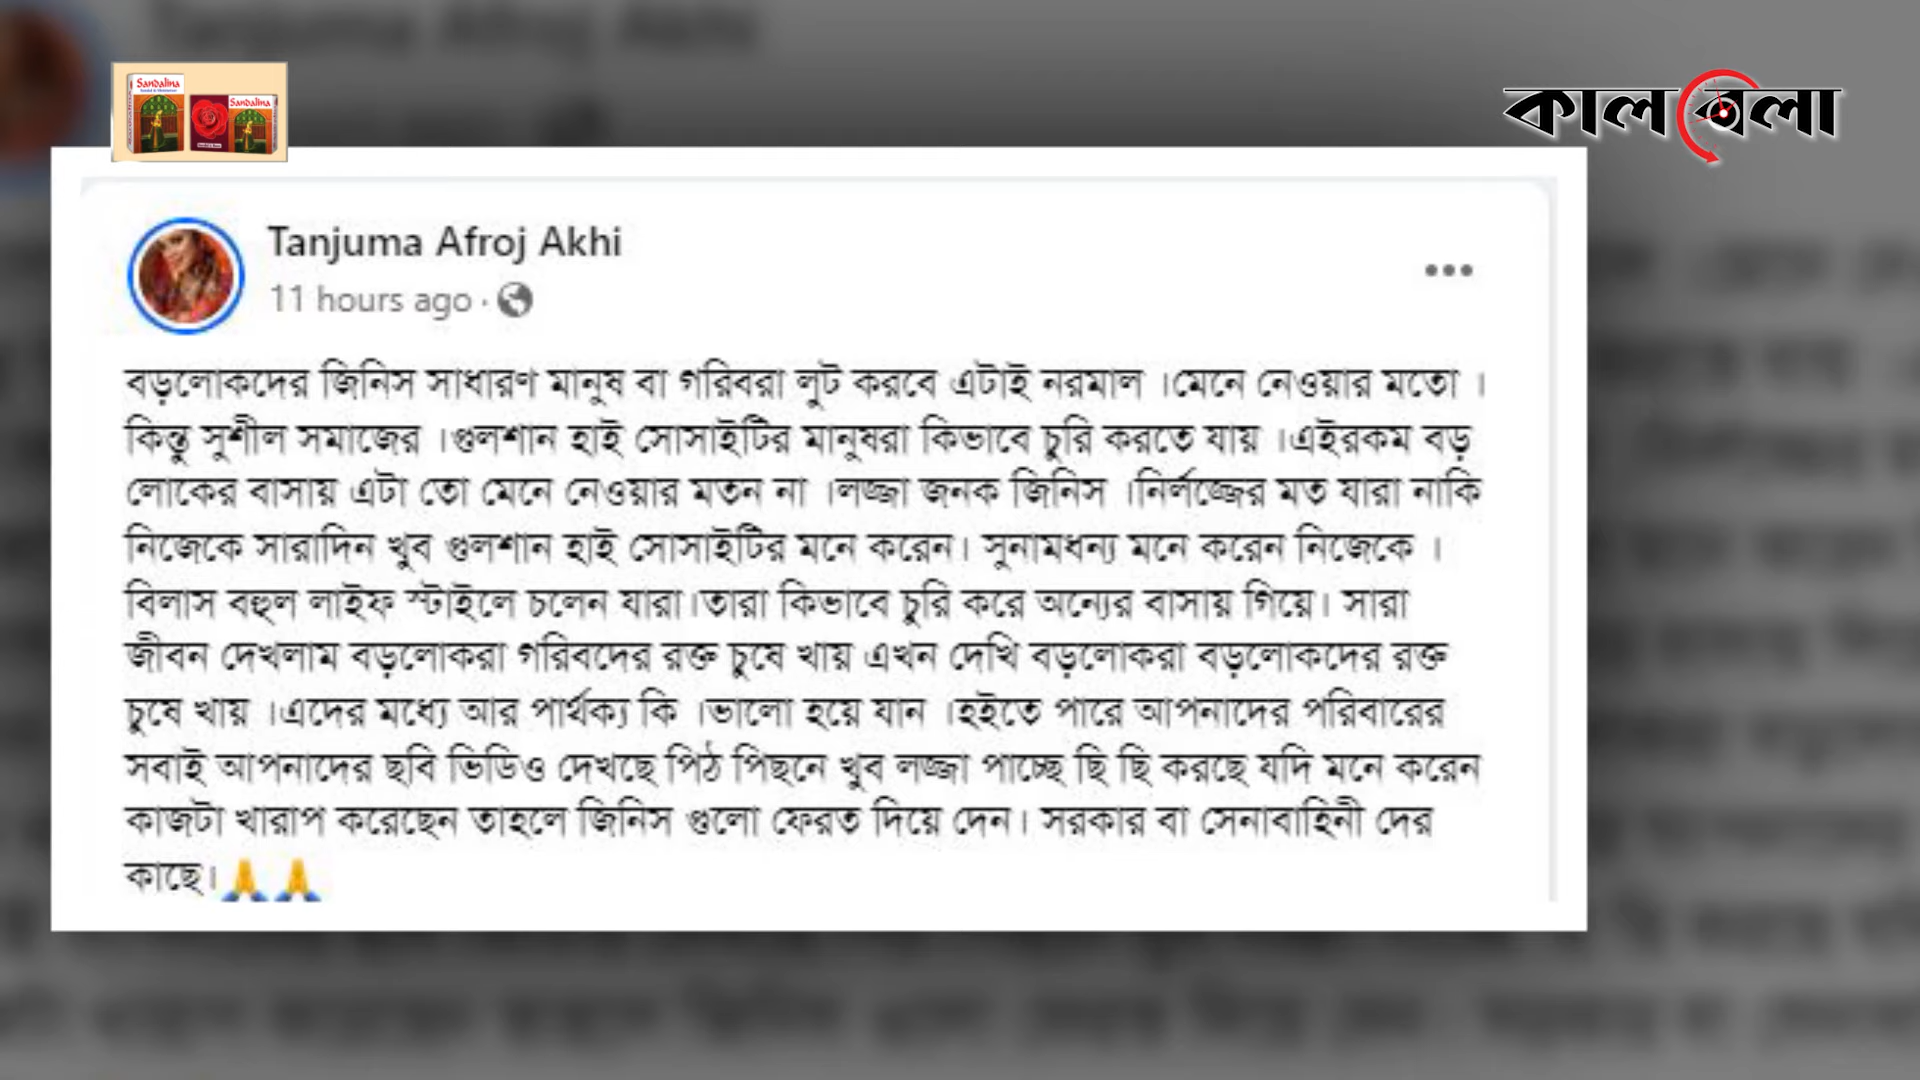 Sandalina
Sandalina
কালবেলা
Tanjuma Afroj Akhi
11 hours ago ·
বড়লোকদের জিনিস সাধারণ মানুষ বা গরিবরা লুট করবে এটাই নরমাল ।মেনে নেওয়ার মতো ।
কিন্তু সুশীল সমাজের ।গুলশান হাই সোসাইটির মানুষরা কিভাবে চুরি করতে যায় ।এইরকম বড়
লোকের বাসায় এটা তো মেনে নেওয়ার মতন না ।লজ্জা জনক জিনিস ।নির্লজ্জের মত যারা নাকি
নিজেকে সারাদিন খুব গুলশান হাই সোসাইটির মনে করেন। সুনামধন্য মনে করেন নিজেকে ।
বিলাস বহুল লাইফ স্টাইলে চলেন যারা।তারা কিভাবে চুরি করে অন্যের বাসায় গিয়ে। সারা
জীবন দেখলাম বড়লোকরা গরিবদের রক্ত চুষে খায় এখন দেখি বড়লোকরা বড়লোকদের রক্ত
চুষে খায় ।এদের মধ্যে আর পার্থক্য কি ।ভালো হয়ে যান ।হইতে পারে আপনাদের পরিবারের
সবাই আপনাদের ছবি ভিডিও দেখছে পিঠ পিছনে খুব লজ্জা পাচ্ছে ছি ছি করছে যদি মনে করেন
কাজটা খারাপ করেছেন তাহলে জিনিস গুলো ফেরত দিয়ে দেন। সরকার বা সেনাবাহিনী দের
কাছে।🙏🙏